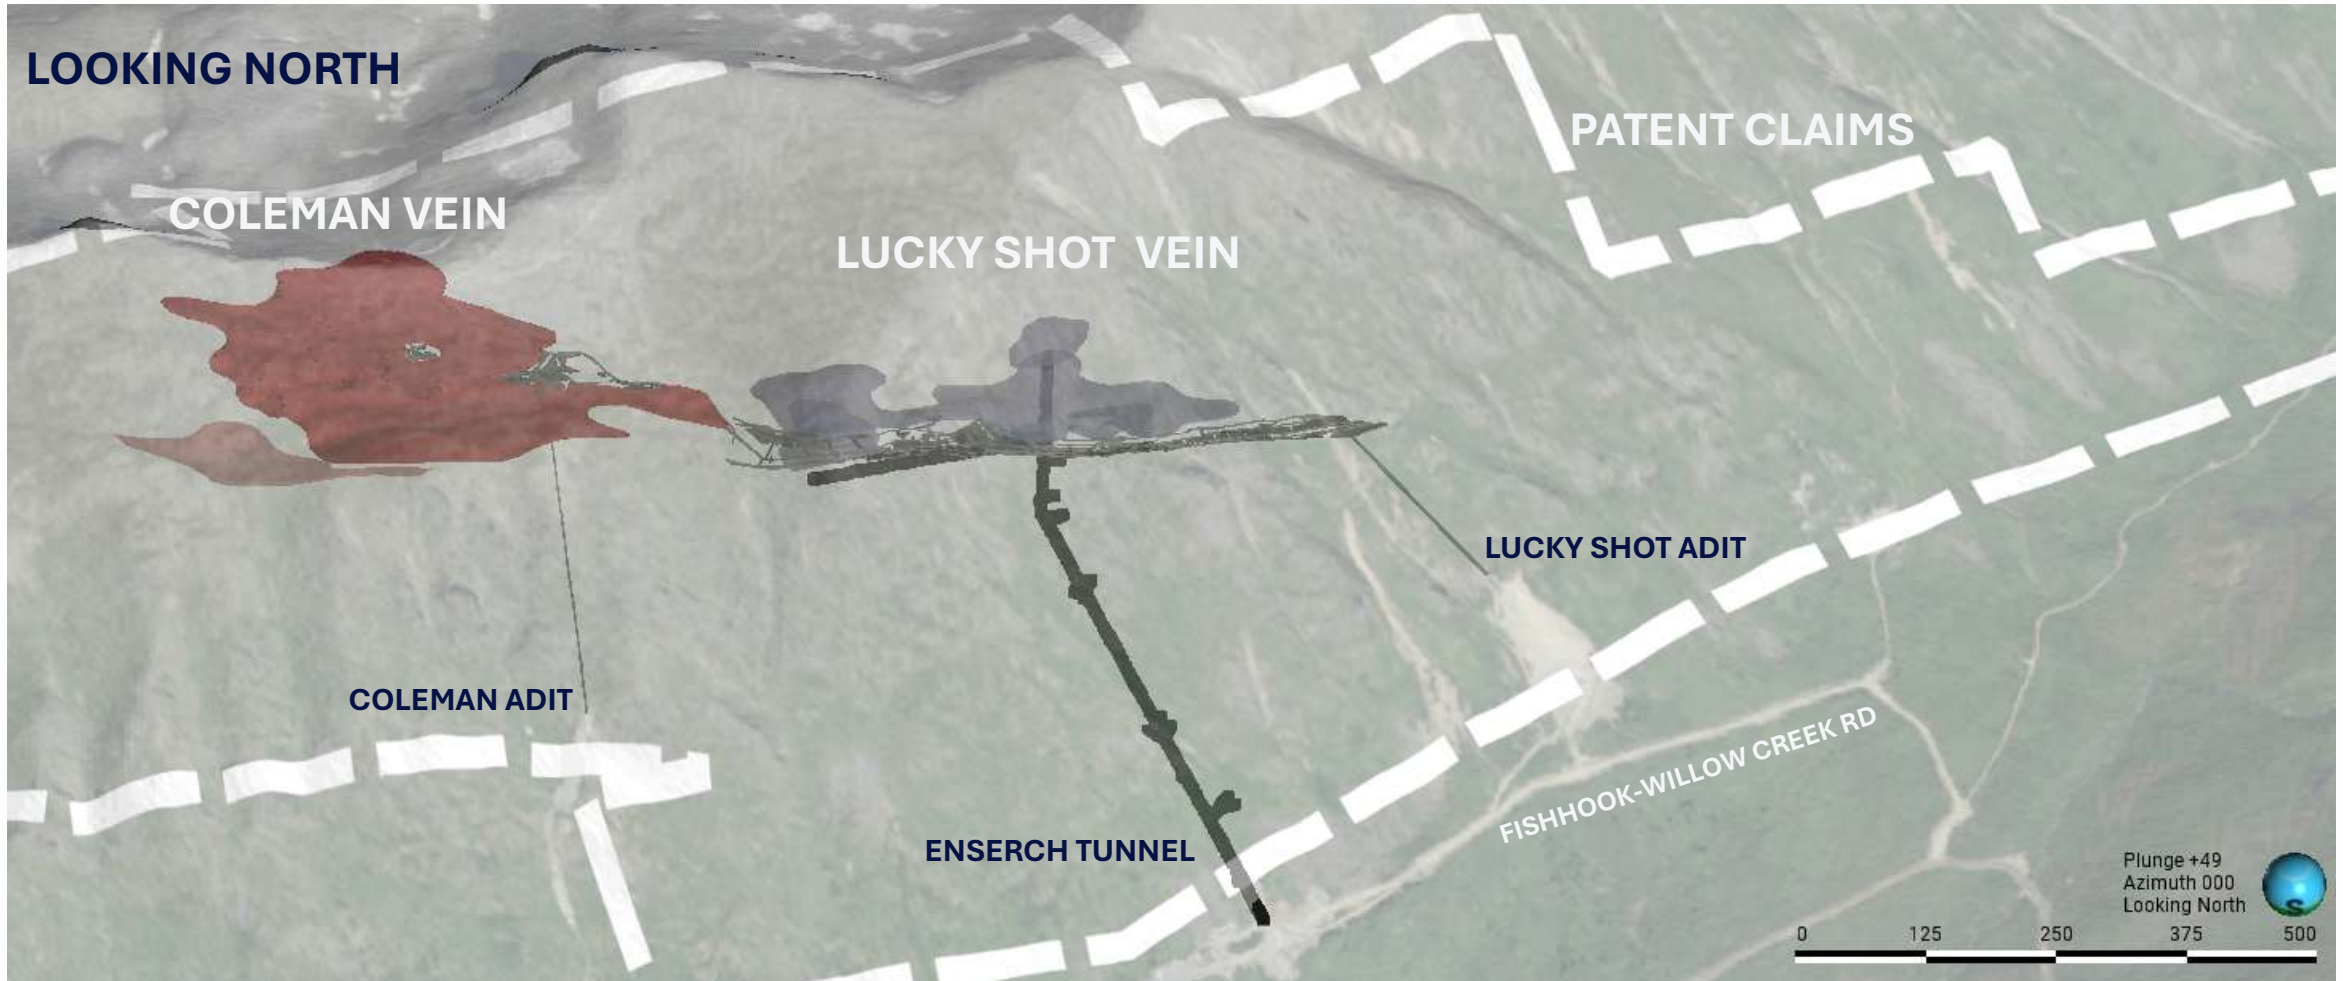 LOOKING NORTH
PATENT CLAIMS
COLEMAN VEIN
LUCKY SHOT VEIN
LUCKY SHOT ADIT
COLEMAN ADIT
FISHHOOK-WILLOW CREEK RD
ENSERCH TUNNEL
Plunge +49
Azimuth 000
Looking North
S
0 125 250 375 500